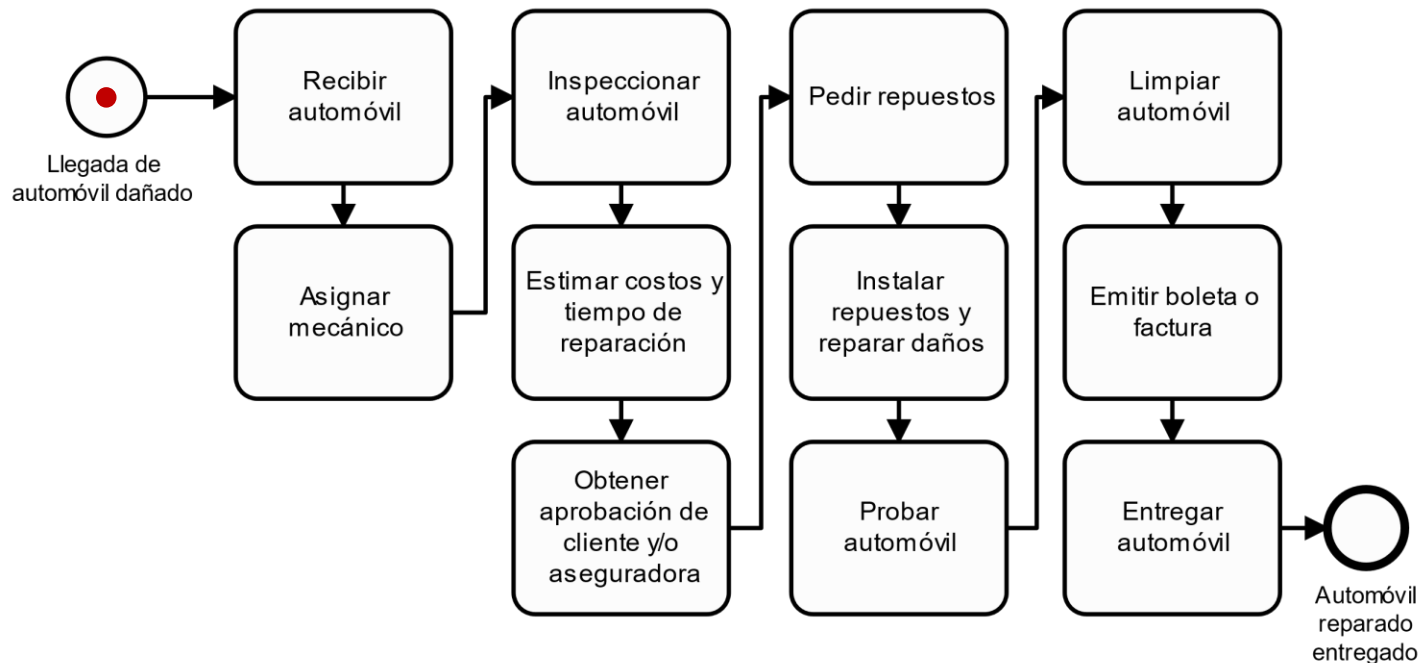 Llegada de
automóvil dañado
Recibir
automóvil
Asignar
mecánico
Inspeccionar
automóvil
Estimar costos y
tiempo de
reparación
Obtener
aprobación de
cliente y/o
aseguradora
Pedir repuestos
Instalar
repuestos y
reparar daños
Probar
automóvil
Limpiar
automóvil
Emitir boleta o
factura
Entregar
automóvil
Automóvil
reparado
entregado